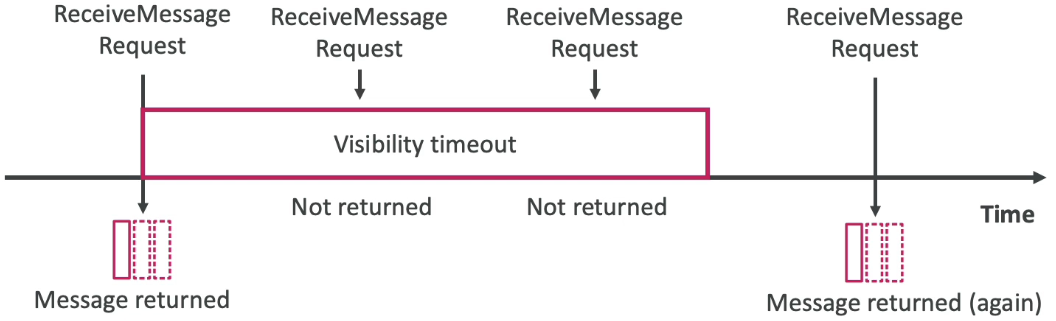 ReceiveMessage
Request
ReceiveMessage
Request
ReceiveMessage
Request
ReceiveMessage
Request
Visibility timeout
Not returned
Not returned
Time
Message returned
Message returned (again)